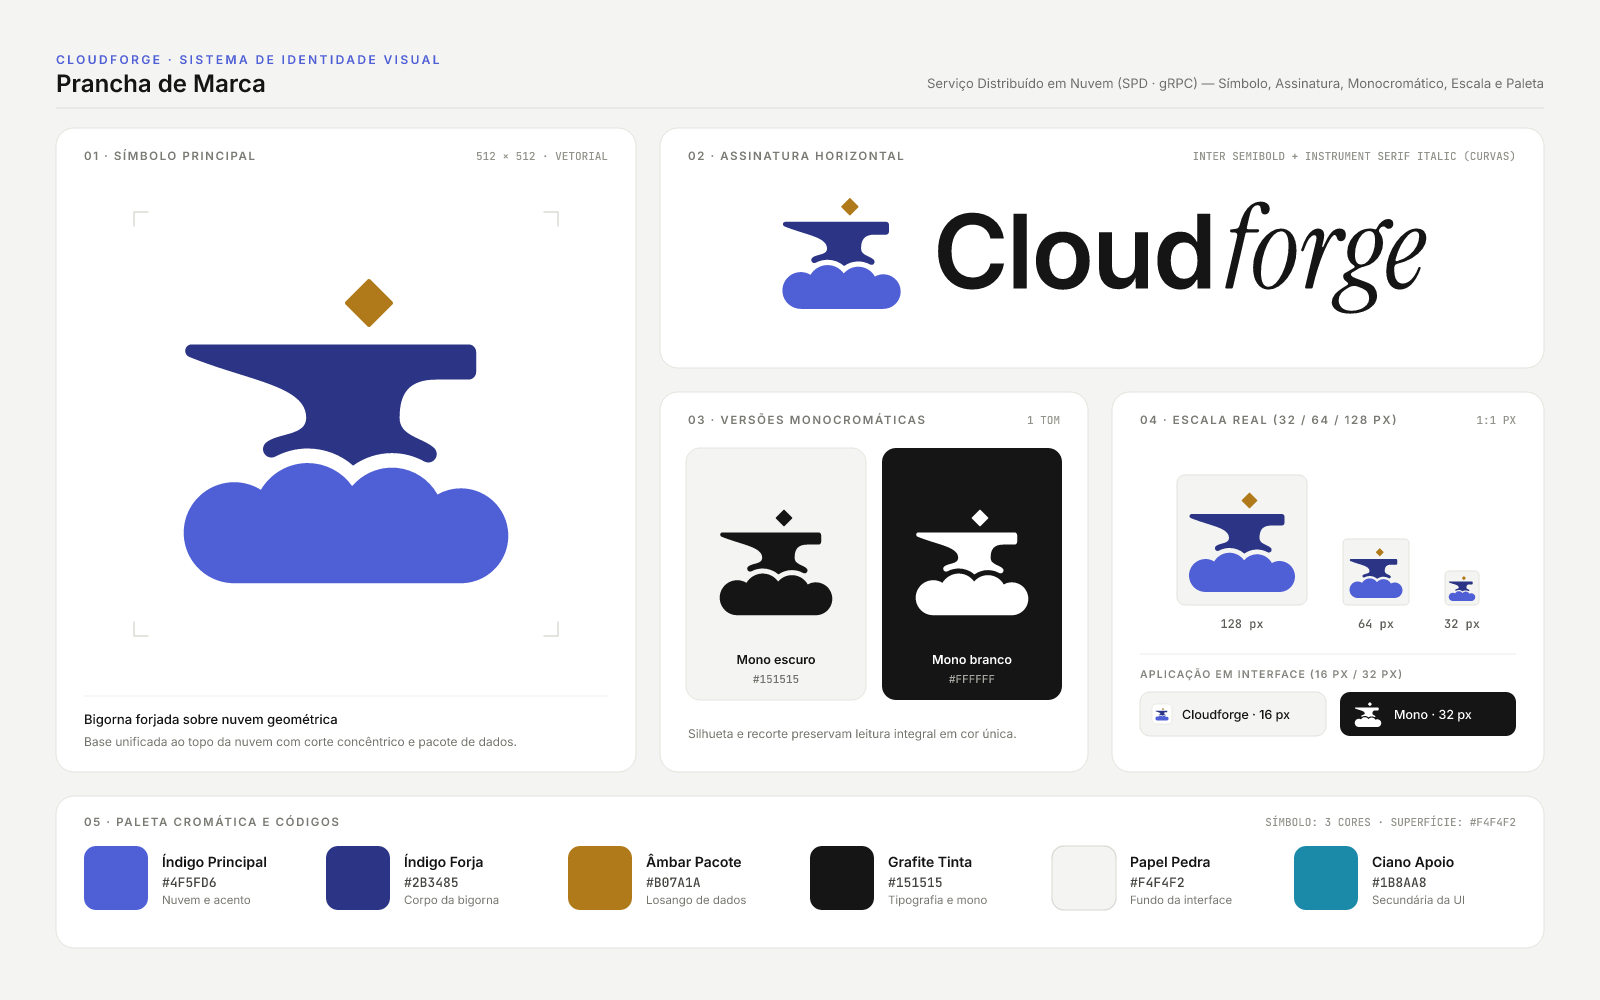 CLOUDFORGE · SISTEMA DE IDENTIDADE VISUAL
Prancha de Marca
Serviço Distribuído em Nuvem (SPD · gRPC) — Símbolo, Assinatura, Monocromático, Escala e Paleta
01 · SÍMBOLO PRINCIPAL
512 × 512 · VETORIAL
Bigorna forjada sobre nuvem geométrica
Base unificada ao topo da nuvem com corte concêntrico e pacote de dados.
02 · ASSINATURA HORIZONTAL
INTER SEMIBOLD + INSTRUMENT SERIF ITALIC (CURVAS)
Cloudforge
03 · VERSÕES MONOCROMÁTICAS
1 TOM
Mono escuro
#151515
Mono branco
#FFFFFF
Silhueta e recorte preservam leitura integral em cor única.
04 · ESCALA REAL (32 / 64 / 128 PX)
1:1 PX
128 px
64 px
32 px
APLICAÇÃO EM INTERFACE (16 PX / 32 PX)
Cloudforge · 16 px
Mono · 32 px
05 · PALETA CROMÁTICA E CÓDIGOS
SÍMBOLO: 3 CORES · SUPERFÍCIE: #F4F4F2
Índigo Principal
#4F5FD6
Nuvem e acento
Índigo Forja
#2B3485
Corpo da bigorna
Âmbar Pacote
#B07A1A
Losango de dados
Grafite Tinta
#151515
Tipografia e mono
Papel Pedra
#F4F4F2
Fundo da interface
Ciano Apoio
#1B8AA8
Secundária da UI